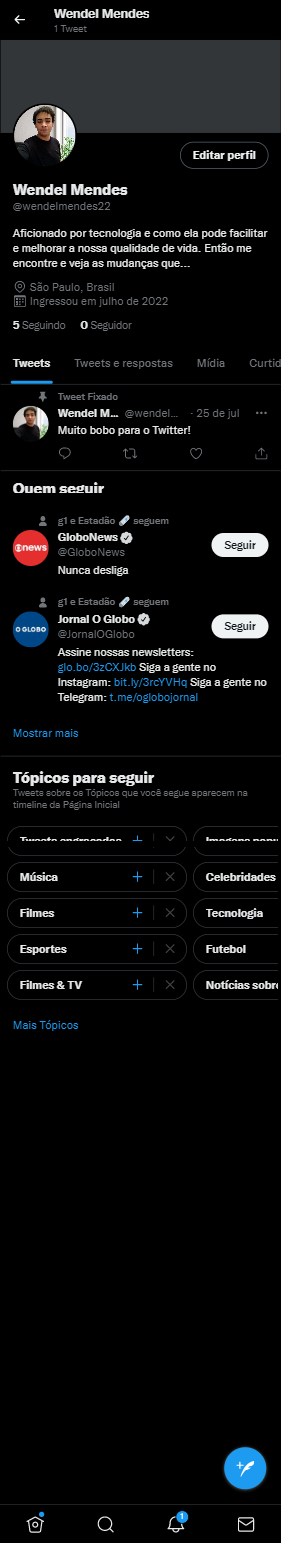 Wendel Mendes
1 Tweet
Editar perfil
Wendel Mendes
@wendelmendes22
Aficionado por tecnologia e como ela pode facilitar
e melhorar a nossa qualidade de vida. Então me
encontre e veja as mudanças que...
São Paulo, Brasil
Ingressou em julho de 2022
5 Seguindo 0 Seguidor
Tweets Tweets e respostas Mídia Curtid
Tweet Fixado
Wendel M... @wendel... · 25 de jul
Muito bobo para o Twitter!
Quem seguir
g1 e Estadão seguem
news
GloboNews
@GloboNews
Seguir
Nunca desliga
g1 e Estadão seguem
O GLOBO
Jornal O Globo
@JornalOGlobo
Seguir
Assine nossas newsletters:
glo.bo/3zCXJkb Siga a gente no
Instagram: bit.ly/3rcYVHq Siga a gente no
Telegram: t.me/oglobojornal
Mostrar mais
Tópicos para seguir
Tweets sobre os Tópicos que você segue aparecem na
timeline da Página Inicial
Tweets engraçados Imagens popu
Música Celebridades
Filmes Tecnologia
Esportes Futebol
Filmes & TV Notícias sobre
Mais Tópicos
1